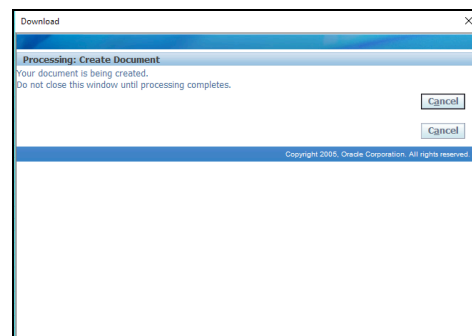 Download
Processing: Create Document
Your document is being created.
Do not close this window until processing completes.
Cancel
Cancel
Copyright 2005, Oracle Corporation. All rights reserved.